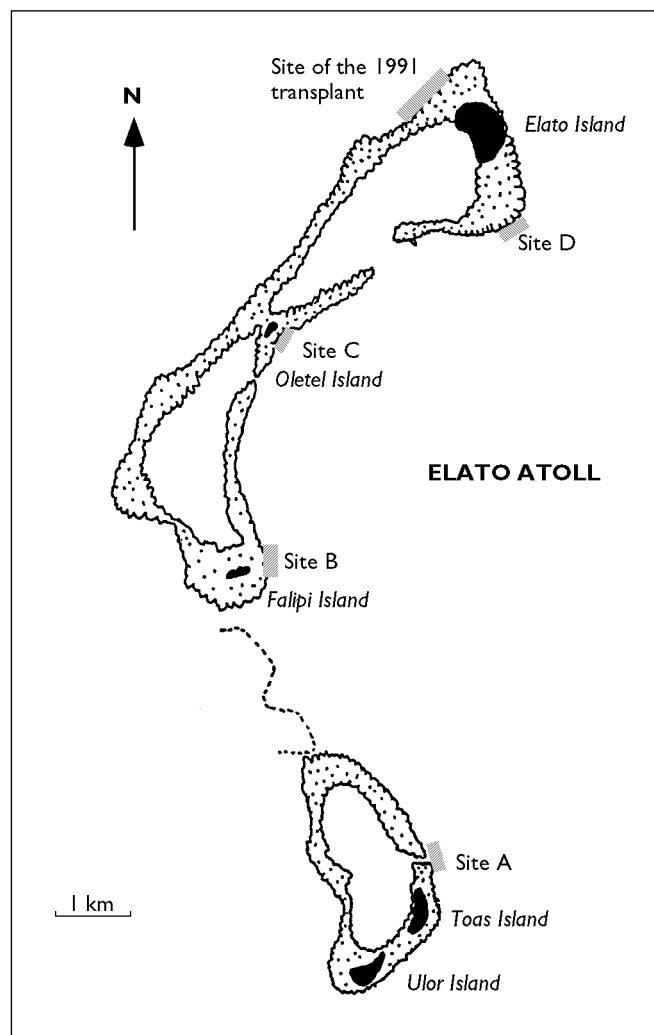 Site of the 1991
transplant
N
Elato Island
Site D
Site C
Oletel Island
ELATO ATOLL
Site B
Falipi Island
Site A
1 km
Toas Island
Ulor Island